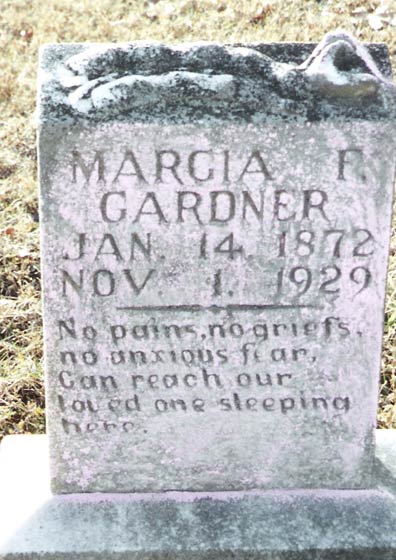 MARCIA F.
GARDNER
JAN. 14. 1872
NOV. 1. 1929
No pains, no griefs,
no anxious fear,
Can reach our
loved one sleeping
here.